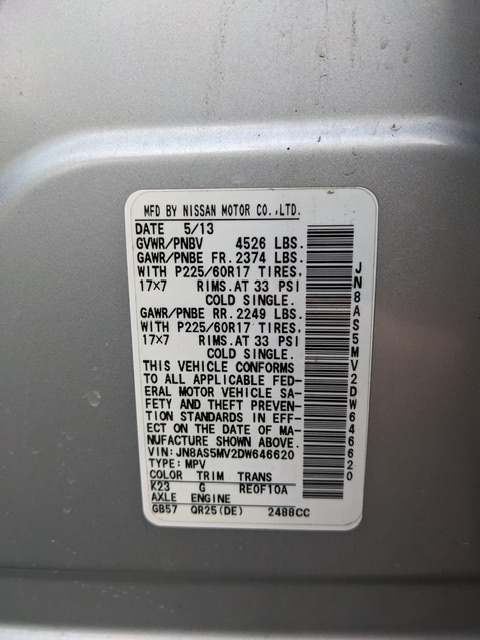 MFD BY NISSAN MOTOR CO.,LTD.
DATE 5/13
GVWR/PNBV 4526 LBS.
GAWR/PNBE FR. 2374 LBS.
WITH P225/60R17 TIRES,
17×7 RIMS. AT 33 PSI
COLD SINGLE.
GAWR/PNBE RR. 2249 LBS.
WITH P225/60R17 TIRES,
17×7 RIMS. AT 33 PSI
COLD SINGLE.
THIS VEHICLE CONFORMS
TO ALL APPLICABLE FED-
ERAL MOTOR VEHICLE SA-
FETY AND THEFT PREVEN-
TION STANDARDS IN EFF-
ECT ON THE DATE OF MA-
NUFACTURE SHOWN ABOVE.
VIN: JN8AS5MV2DW646620
TYPE: MPV
COLOR TRIM TRANS
K23 G RE0F10A
AXLE ENGINE
GB57 QR25(DE) 2488CC
JN8AS5MV2DW646620